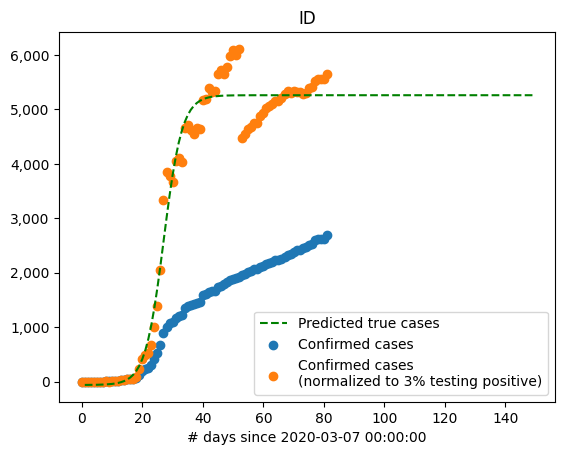 ID
6,000
5,000
4,000
3,000
2,000
1,000
0
0 20 40 60 80 100 120 140
# days since 2020-03-07 00:00:00
Predicted true cases
Confirmed cases
Confirmed cases
(normalized to 3% testing positive)